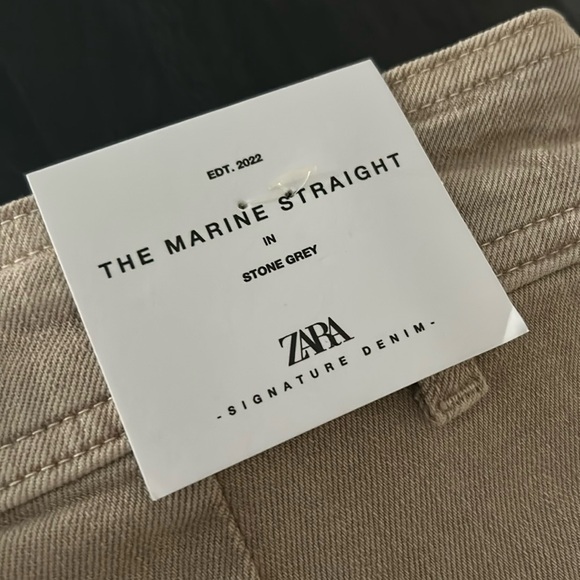 EDT. 2022
THE MARINE STRAIGHT
IN
STONE GREY
ZARA
-SIGNATURE DENIM-